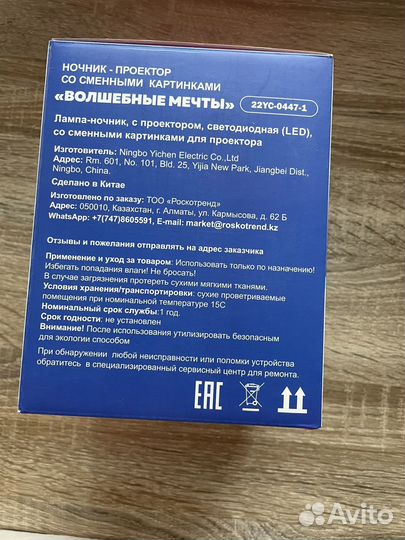 НОЧНИК - ПРОЕКТОР
СО СМЕННЫМИ КАРТИНКАМИ
«ВОЛШЕБНЫЕ МЕЧТЫ» 22YC-0447-1
Лампа-ночник, с проектором, светодиодная (LED),
со сменными картинками для проектора
Изготовитель: Ningbo Yichen Electric Co.,Ltd
Адрес: Rm. 601, No. 101, Bld. 25, Yijia New Park, Jiangbei Dist.,
Ningbo, China.
Сделано в Китае
Изготовлено по заказу: ТОО «Роскотренд»
Адрес: 050010, Казахстан, г. Алматы, ул. Кармысова, д. 62 Б
WhatsApp: +7(747)8605591, E-mail: market@roskotrend.kz
Отзывы и пожелания отправлять на адрес заказчика
Применение и уход за товаром: Использовать только по назначению!
Избегать попадания влаги! Не бросать!
В случае загрязнения протереть сухими мягкими тканями.
Условия хранения/транспортировки: сухие проветриваемые
помещения при номинальной температуре 15С
Номинальный срок службы:1 год.
Срок годности: не установлен
Внимание! После использования утилизировать безопасным
для экологии способом
При обнаружении любой неисправности или поломки устройства
обратитесь в специализированный сервисный центр для ремонта.
EAC
Avito